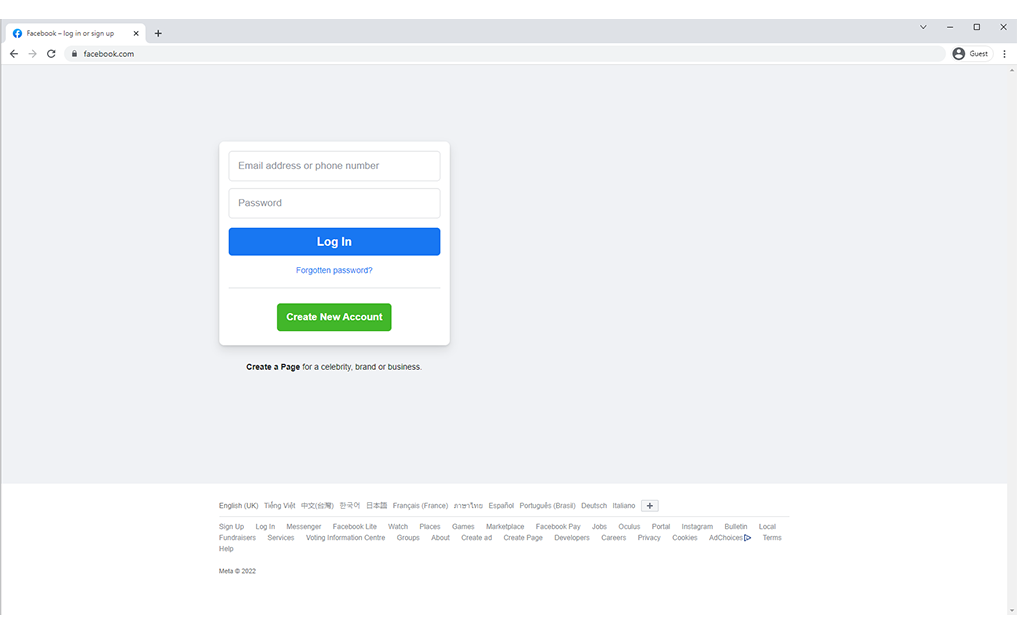 Facebook – log in or sign up
facebook.com
Guest
Email address or phone number
Password
Log In
Forgotten password?
Create New Account
Create a Page for a celebrity, brand or business.
English (UK) Tiếng Việt 中文(台灣) 한국어 日本語 Français (France) ภาษาไทย Español Português (Brasil) Deutsch Italiano
Sign Up Log In Messenger Facebook Lite Watch Places Games Marketplace Facebook Pay Jobs Oculus Portal Instagram Bulletin Local
Fundraisers Services Voting Information Centre Groups About Create ad Create Page Developers Careers Privacy Cookies AdChoices Terms
Help
Meta © 2022